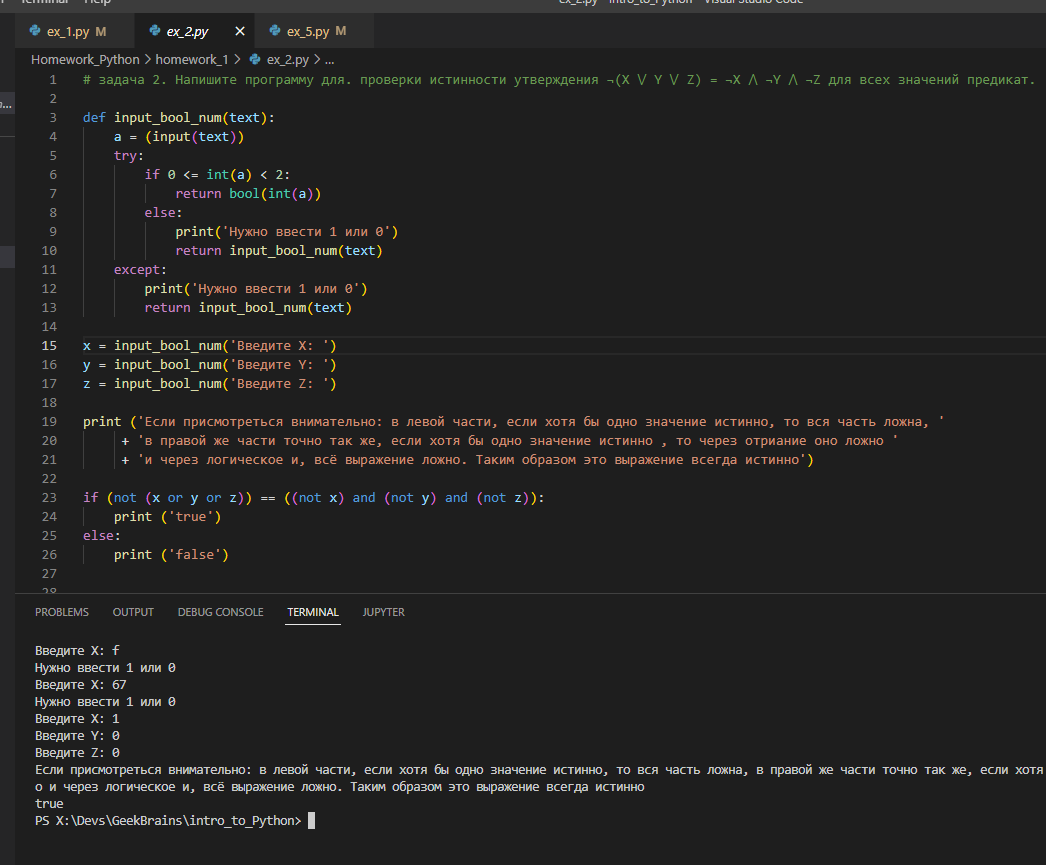 Terminal Help ex_2.py - intro_to_Python - Visual Studio Code
ex_1.py M ex_2.py × ex_5.py M
Homework_Python > homework_1 > ex_2.py > ...
1 # задача 2. Напишите программу для. проверки истинности утверждения ¬(X ⋁ Y ⋁ Z) = ¬X ⋀ ¬Y ⋀ ¬Z для всех значений предикат.
2
3 def input_bool_num(text):
4 a = (input(text))
5 try:
6 if 0 <= int(a) < 2:
7 return bool(int(a))
8 else:
9 print('Нужно ввести 1 или 0')
10 return input_bool_num(text)
11 except:
12 print('Нужно ввести 1 или 0')
13 return input_bool_num(text)
14
15 x = input_bool_num('Введите X: ')
16 y = input_bool_num('Введите Y: ')
17 z = input_bool_num('Введите Z: ')
18
19 print ('Если присмотреться внимательно: в левой части, если хотя бы одно значение истинно, то вся часть ложна, '
20 + 'в правой же части точно так же, если хотя бы одно значение истинно , то через отриание оно ложно '
21 + 'и через логическое и, всё выражение ложно. Таким образом это выражение всегда истинно')
22
23 if (not (x or y or z)) == ((not x) and (not y) and (not z)):
24 print ('true')
25 else:
26 print ('false')
27
28
PROBLEMS OUTPUT DEBUG CONSOLE TERMINAL JUPYTER
Введите X: f
Нужно ввести 1 или 0
Введите X: 67
Нужно ввести 1 или 0
Введите X: 1
Введите Y: 0
Введите Z: 0
Если присмотреться внимательно: в левой части, если хотя бы одно значение истинно, то вся часть ложна, в правой же части точно так же, если хотя
о и через логическое и, всё выражение ложно. Таким образом это выражение всегда истинно
true
PS X:\Devs\GeekBrains\intro_to_Python>